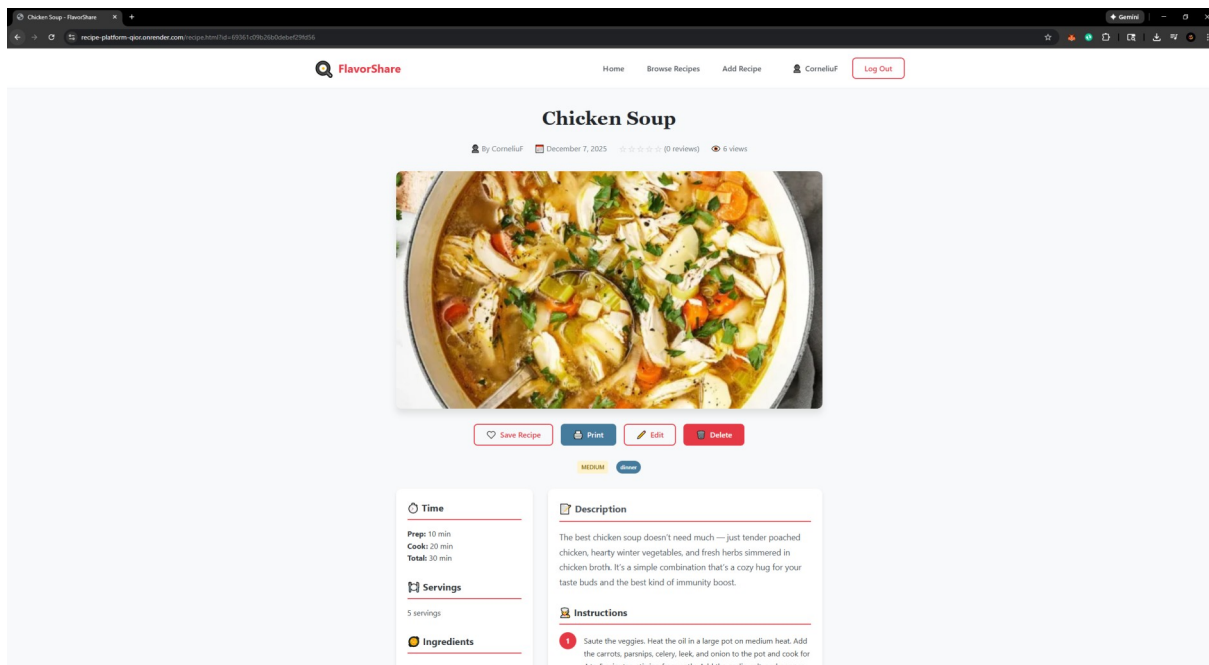 Chicken Soup - FlavorShare
Gemini
recipe-platform-qior.onrender.com/recipe.html?id=69361c09b26b0debef29fd56
FlavorShare
Home Browse Recipes Add Recipe CorneliuF Log Out
Chicken Soup
By CorneliuF December 7, 2025 (0 reviews) 6 views
Save Recipe Print Edit Delete
MEDIUM dinner
Time
Prep: 10 min
Cook: 20 min
Total: 30 min
Servings
5 servings
Ingredients
Description
The best chicken soup doesn't need much — just tender poached
chicken, hearty winter vegetables, and fresh herbs simmered in
chicken broth. It's a simple combination that's a cozy hug for your
taste buds and the best kind of immunity boost.
Instructions
1 Saute the veggies. Heat the oil in a large pot on medium heat. Add
the carrots, parsnips, celery, leek, and onion to the pot and cook for